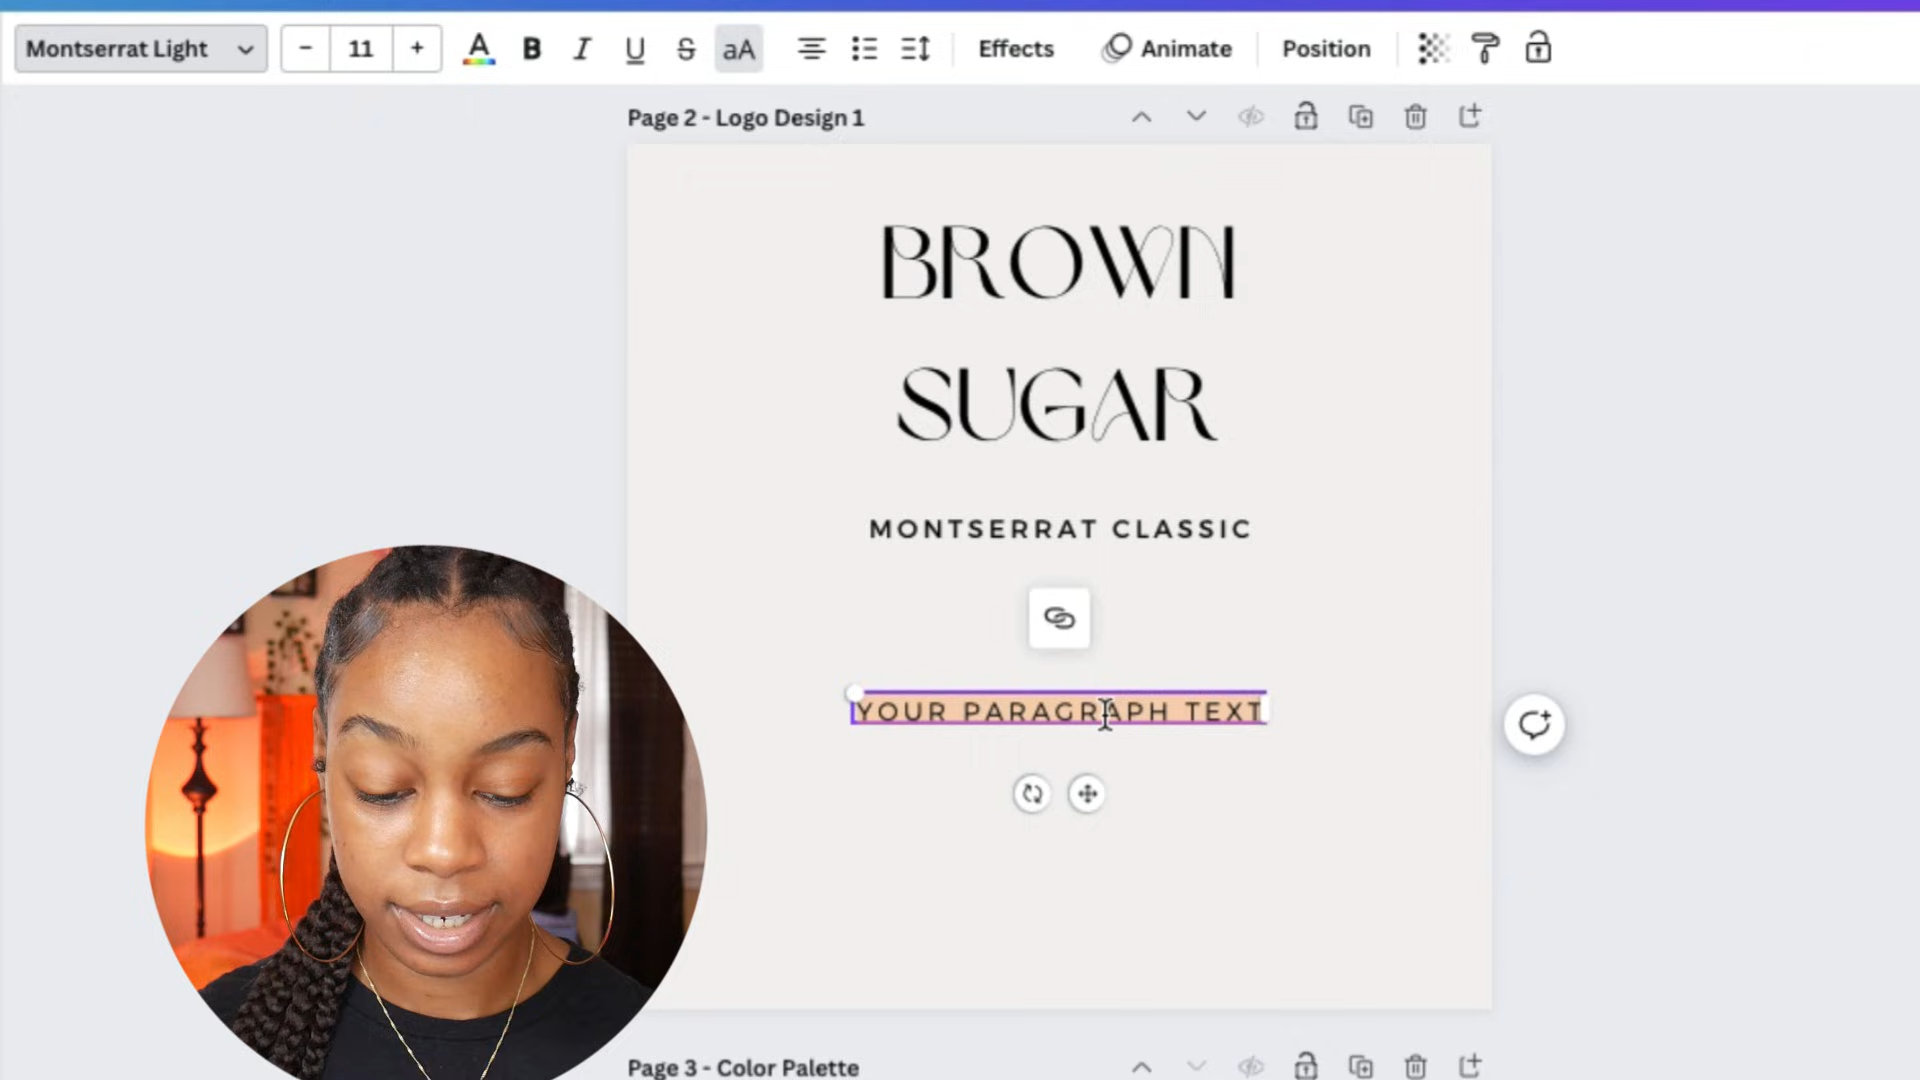 Montserrat Light
− 11 +
A B I U S aA Effects Animate Position
Page 2 - Logo Design 1
BROWN
SUGAR
MONTSERRAT CLASSIC
YOUR PARAGRAPH TEXT
Page 3 - Color Palette